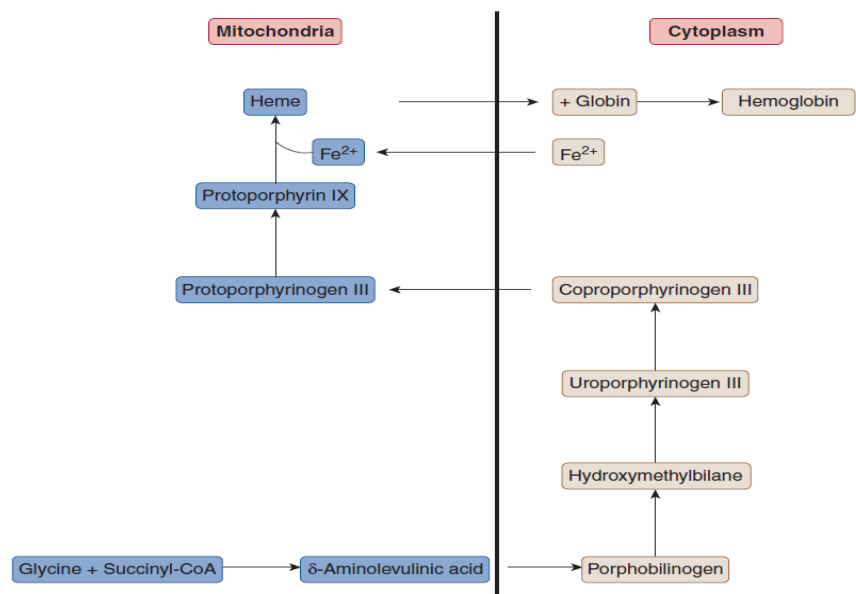 Mitochondria
Cytoplasm
Heme
+ Globin
Hemoglobin
Fe2+
Fe2+
Protoporphyrin IX
Protoporphyrinogen III
Coproporphyrinogen III
Uroporphyrinogen III
Hydroxymethylbilane
Glycine + Succinyl-CoA
δ-Aminolevulinic acid
Porphobilinogen